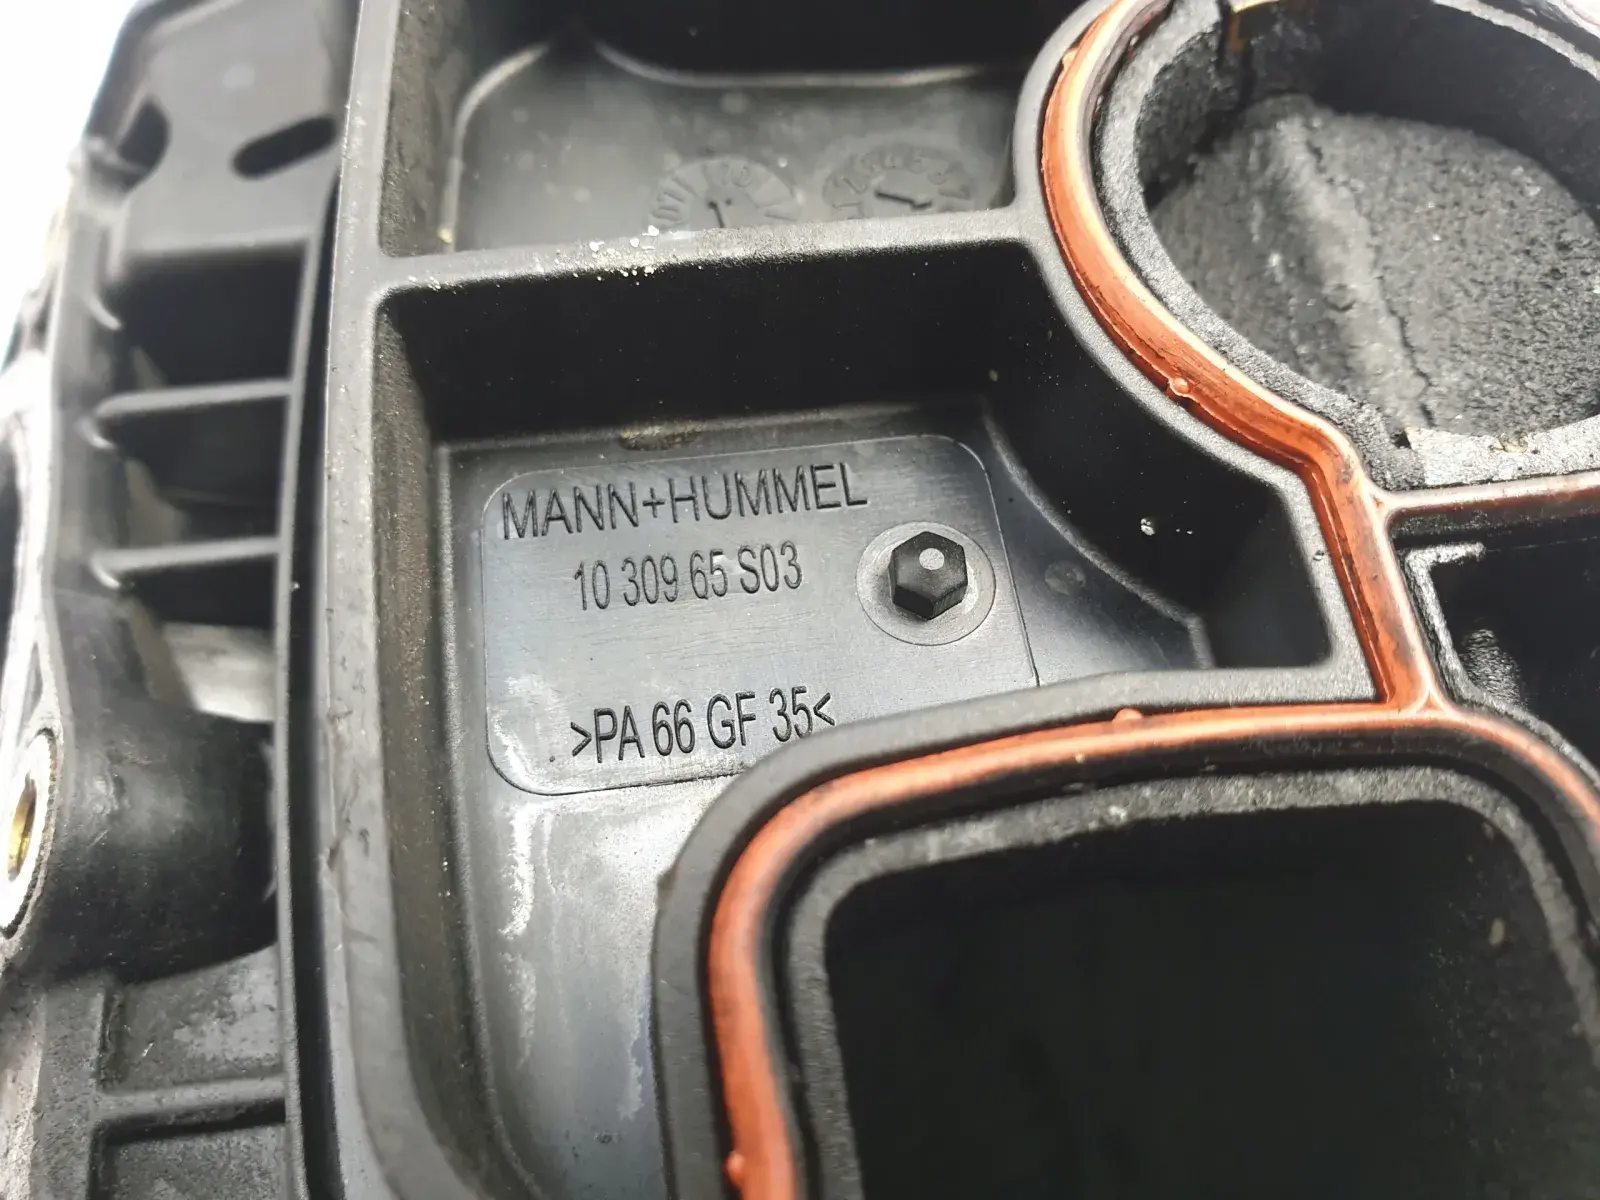 MANN+HUMMEL
10 309 65 S03
>PA 66 GF 35<